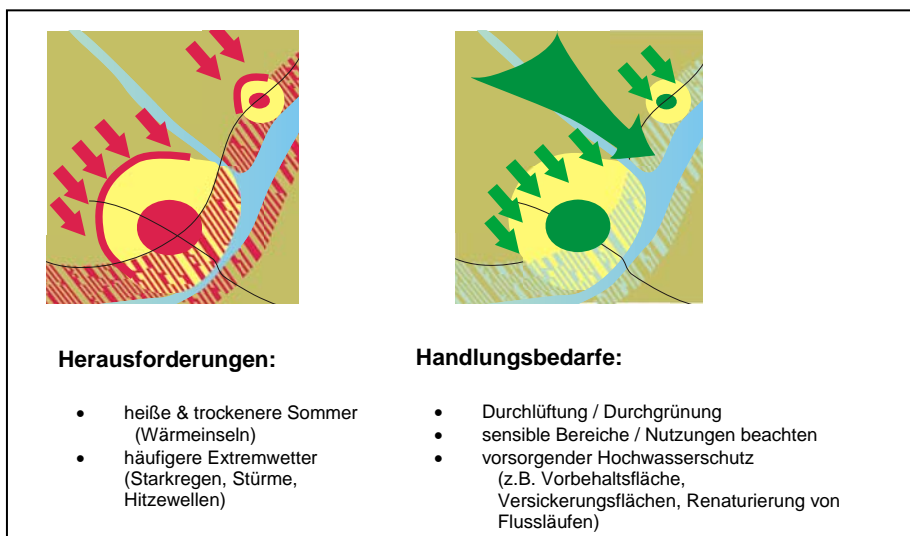 Herausforderungen:
• heiße & trockenere Sommer
(Wärmeinseln)
• häufigere Extremwetter
(Starkregen, Stürme,
Hitzewellen)
Handlungsbedarfe:
• Durchlüftung / Durchgrünung
• sensible Bereiche / Nutzungen beachten
• vorsorgender Hochwasserschutz
(z.B. Vorbehaltsfläche,
Versickerungsflächen, Renaturierung von
Flussläufen)